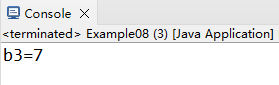 Console
<terminated> Example08 (3) [Java Application]
b3=7